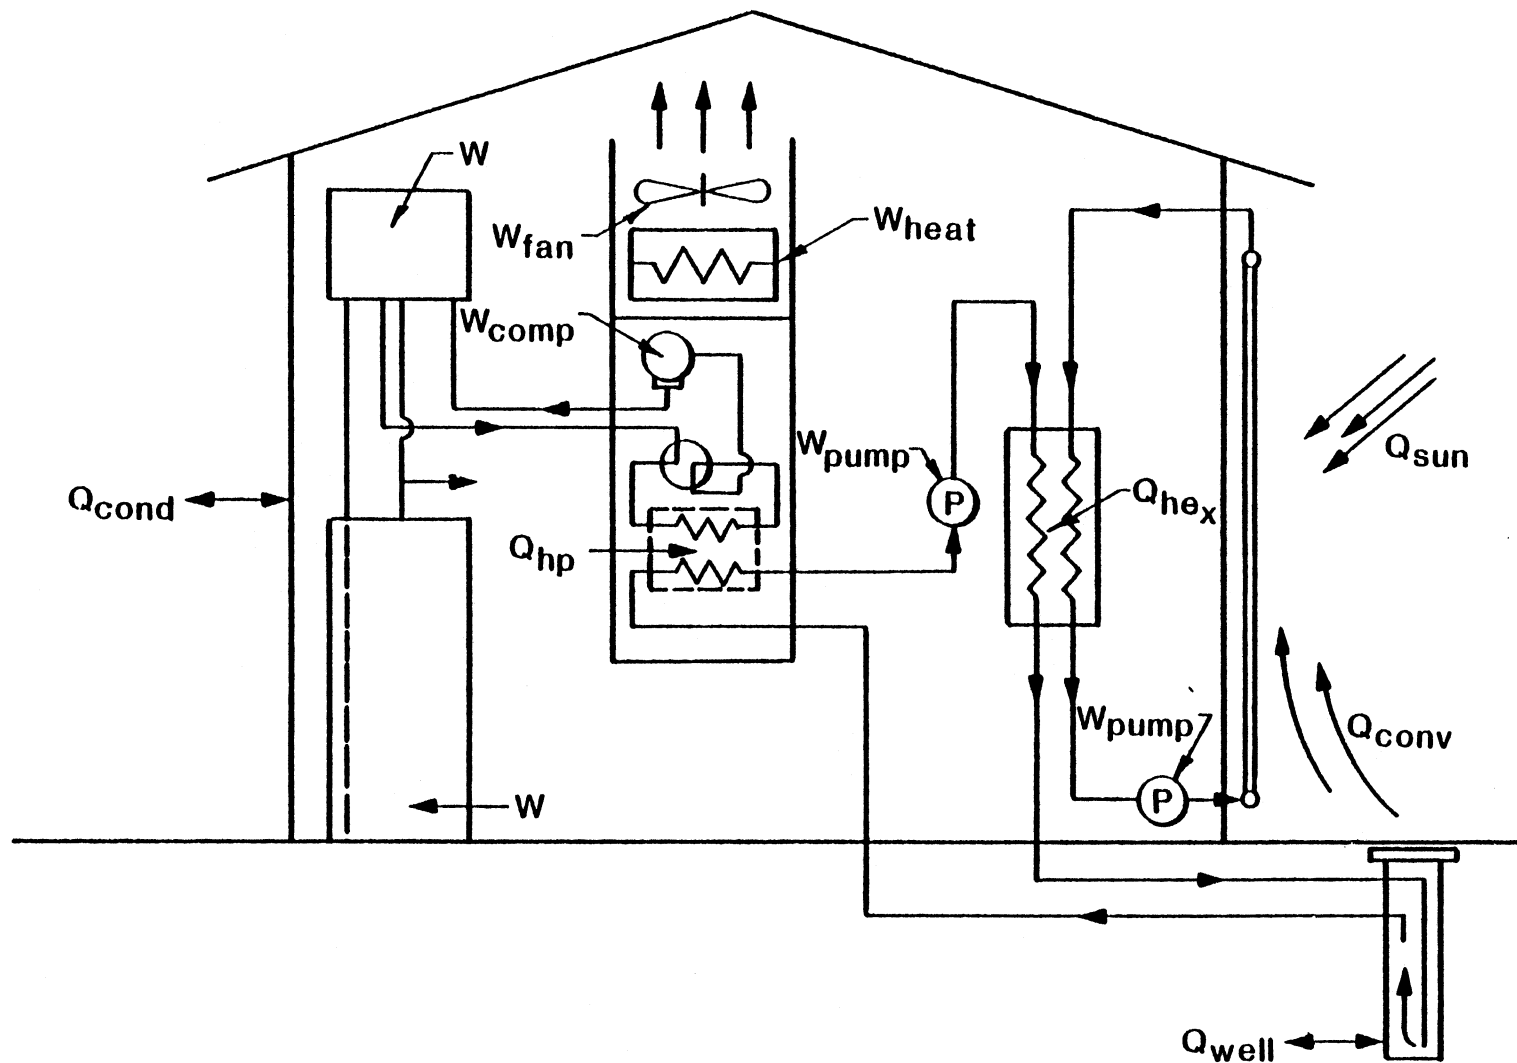 W
Wfan
Wheat
Wcomp
Wpump
P
Qsun
Qhex
Qcond
Qhp
Wpump
Qconv
P
W
Qwell